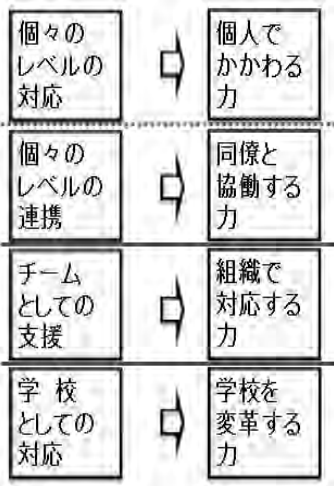 個々の
レベルの
対応
個人で
かかわる
力
個々の
レベルの
連携
同僚と
協働する
力
チーム
としての
支援
組織で
対応する
力
学 校
としての
対応
学校を
変革する
力